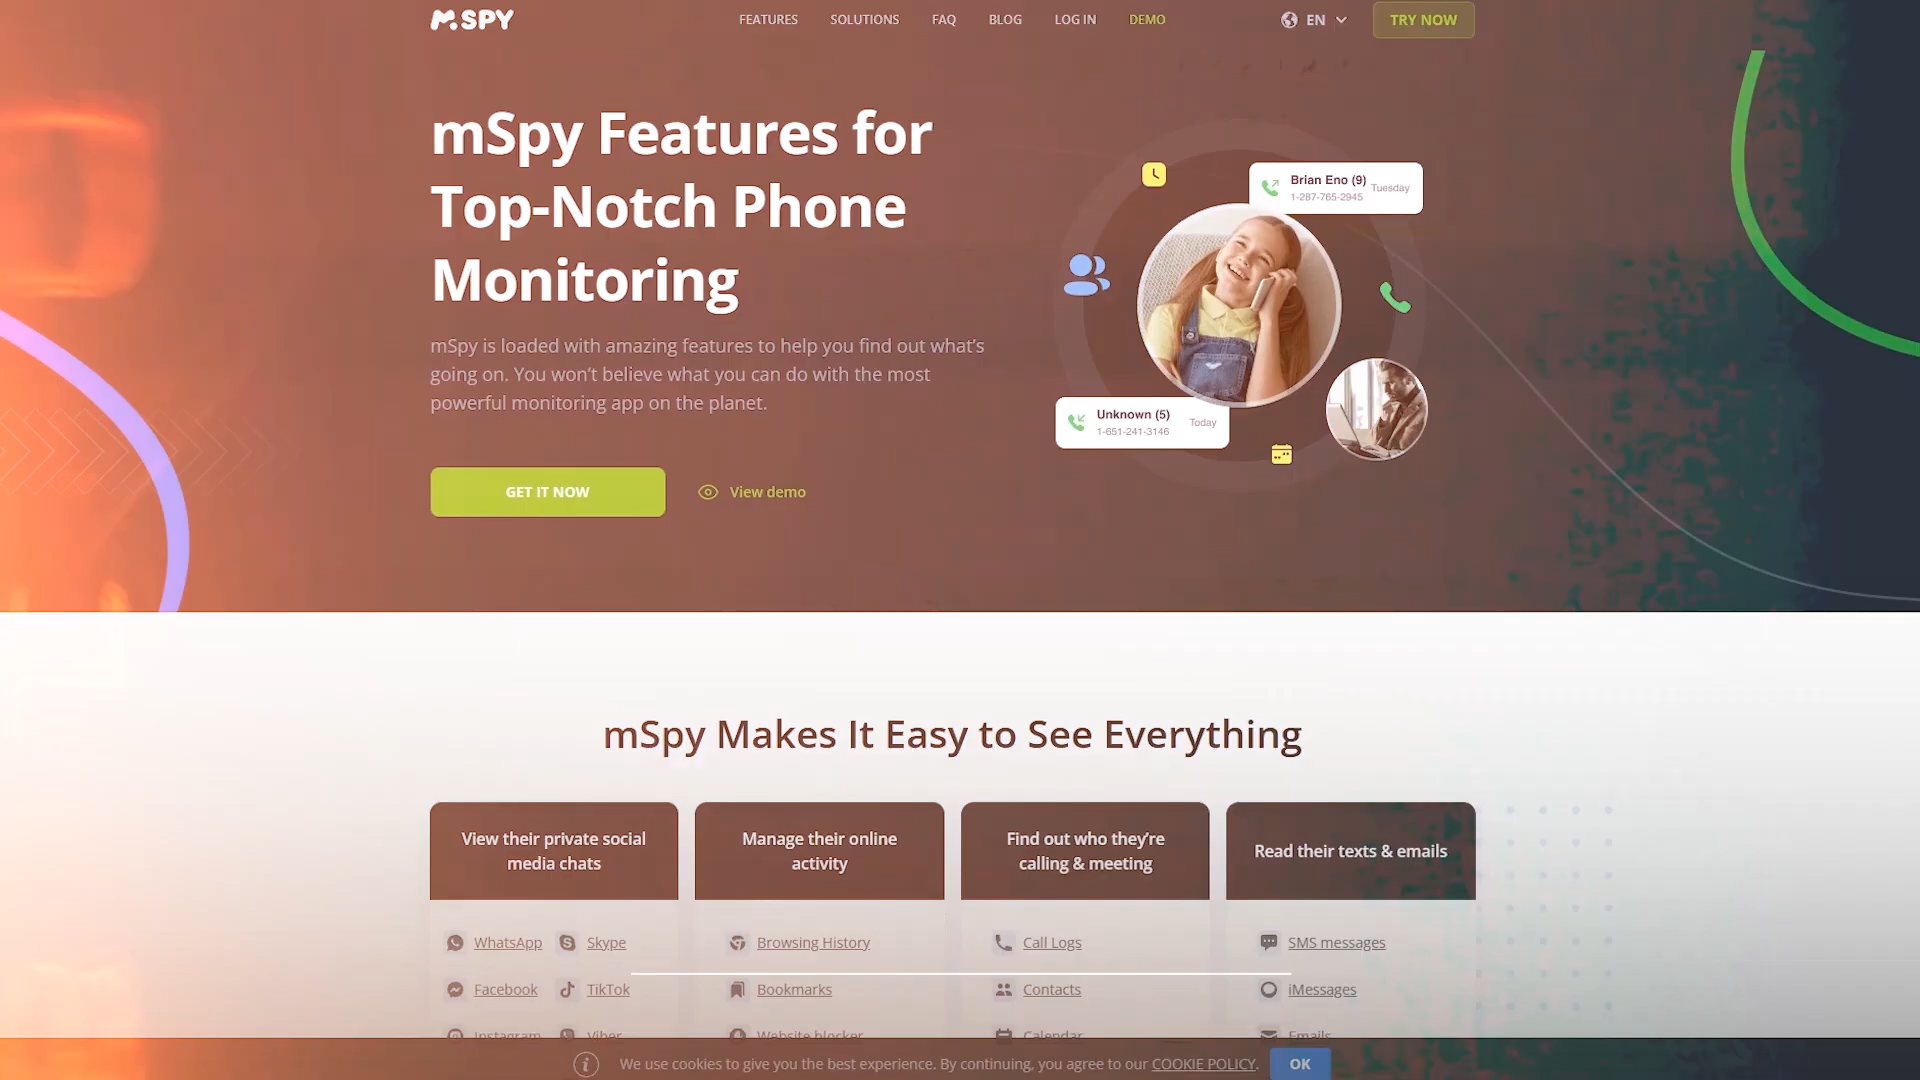 M.SPY
FEATURES SOLUTIONS FAQ BLOG LOG IN DEMO EN TRY NOW
mSpy Features for
Top-Notch Phone
Monitoring
mSpy is loaded with amazing features to help you find out what's
going on. You won't believe what you can do with the most
powerful monitoring app on the planet.
GET IT NOW View demo
Brian Eno (9)
1-287-765-2945
Tuesday
Unknown (5)
1-651-241-3146
Today
mSpy Makes It Easy to See Everything
View their private social
media chats
Manage their online
activity
Find out who they're
calling & meeting
Read their texts & emails
WhatsApp Skype Browsing History Call Logs SMS messages
Facebook TikTok Bookmarks Contacts iMessages
Instagram Viber Website blocker Calendar Emails
We use cookies to give you the best experience. By continuing, you agree to our COOKIE POLICY. OK